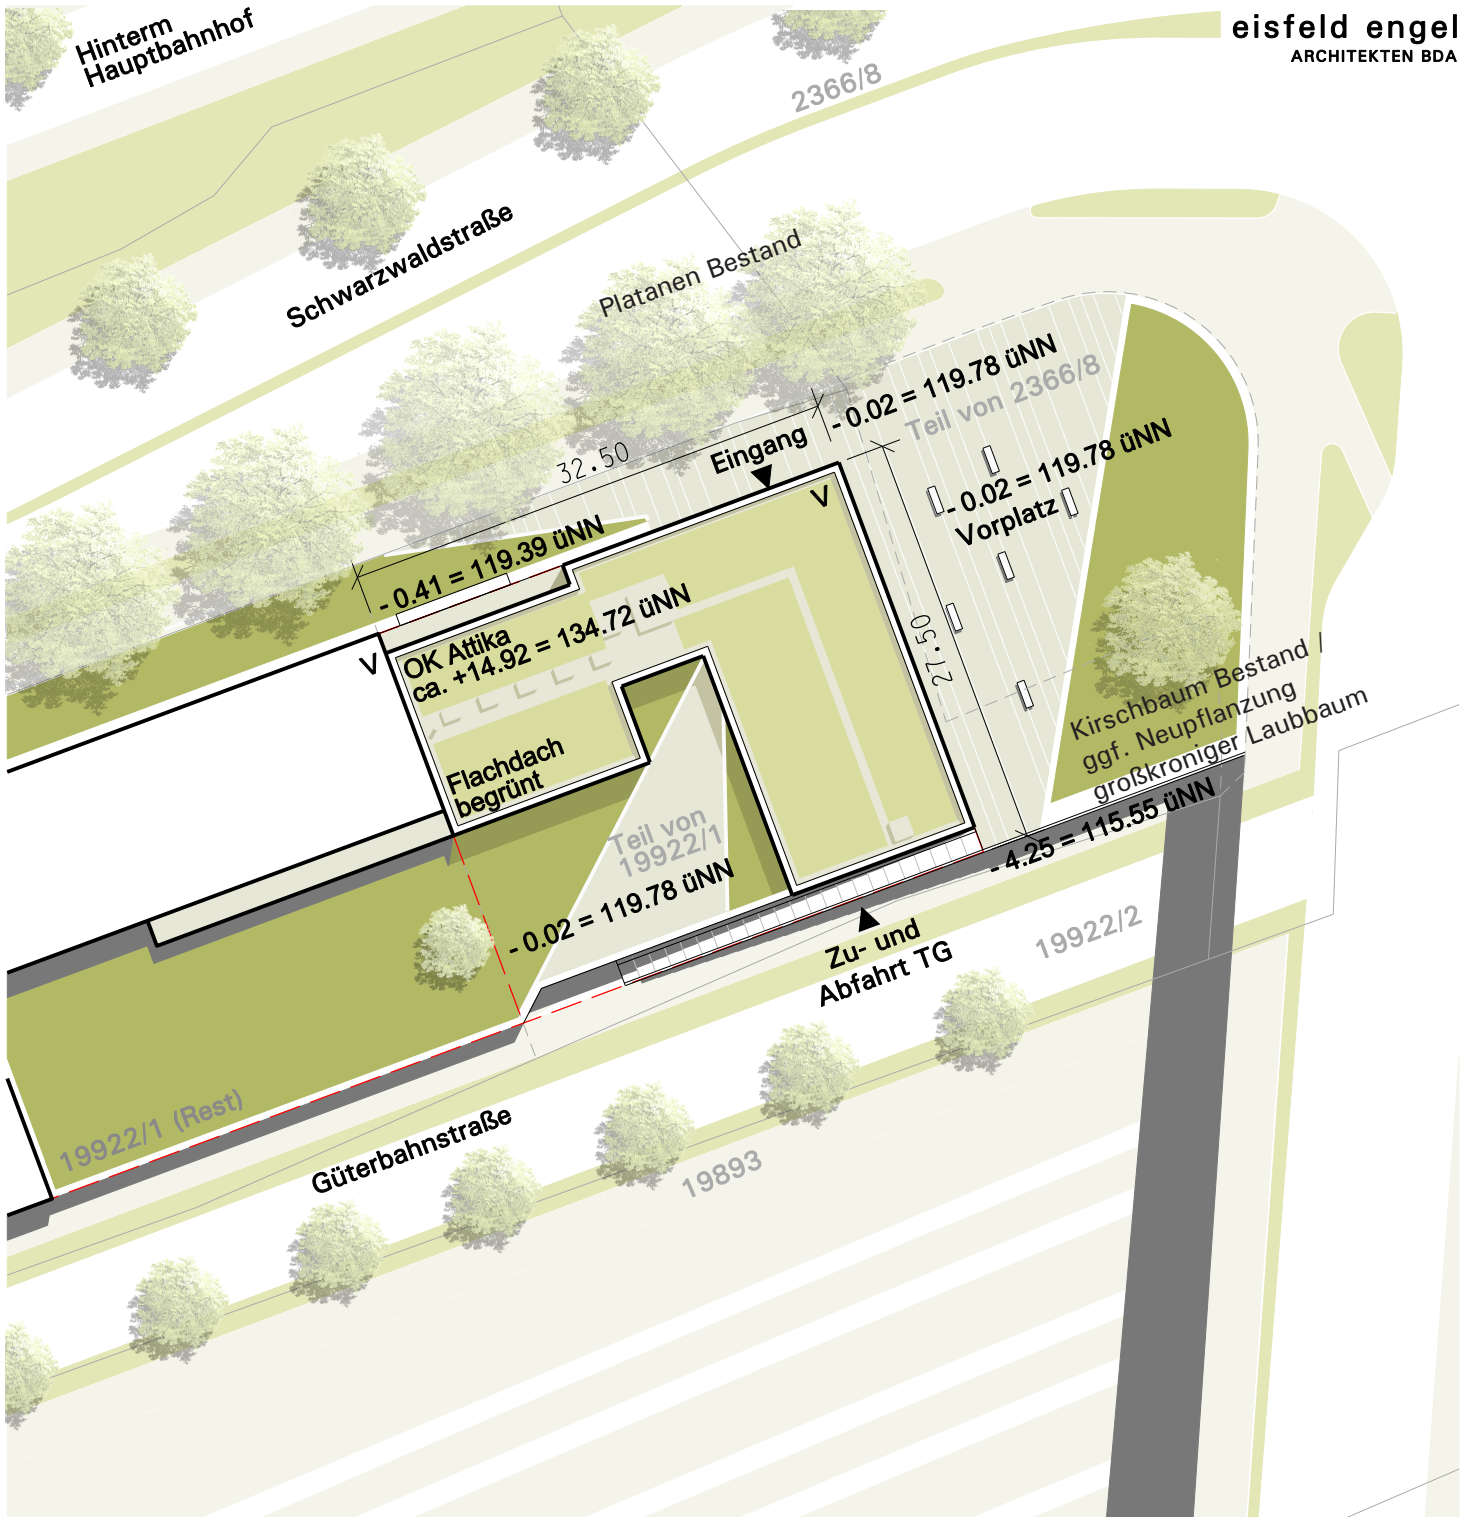 Hinterm
Hauptbahnhof
eisfeld engel
ARCHITEKTEN BDA
2366/8
Schwarzwaldstraße
Platanen Bestand
- 0.02 = 119.78 üNN
Teil von 2366/8
32.50
Eingang
V
- 0.02 = 119.78 üNN
Vorplatz
- 0.41 = 119.39 üNN
V
OK Attika
ca. +14.92 = 134.72 üNN
27.50
Kirschbaum Bestand /
ggf. Neupflanzung
großkroniger Laubbaum
Flachdach
begrünt
Teil von
19922/1
- 0.02 = 119.78 üNN
- 4.25 = 115.55 üNN
Zu- und
Abfahrt TG
19922/2
19922/1 (Rest)
Güterbahnstraße
19893